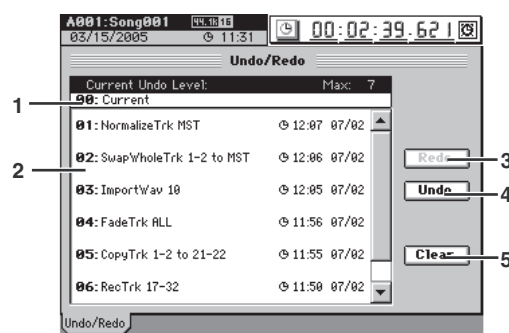 A001:Song001 44.1k16
03/15/2005 11:31
00:02:39.621
Undo/Redo
Current Undo Level: Max: 7
00: Current
01: NormalizeTrk MST 12:07 07/02
02: SwapWholeTrk 1-2 to MST 12:06 07/02
03: ImportWav 10 12:05 07/02
04: FadeTrk ALL 11:56 07/02
05: CopyTrk 1-2 to 21-22 11:55 07/02
06: RecTrk 17-32 11:50 07/02
Redo
Undo
Clear
Undo/Redo
1
2
3
4
5